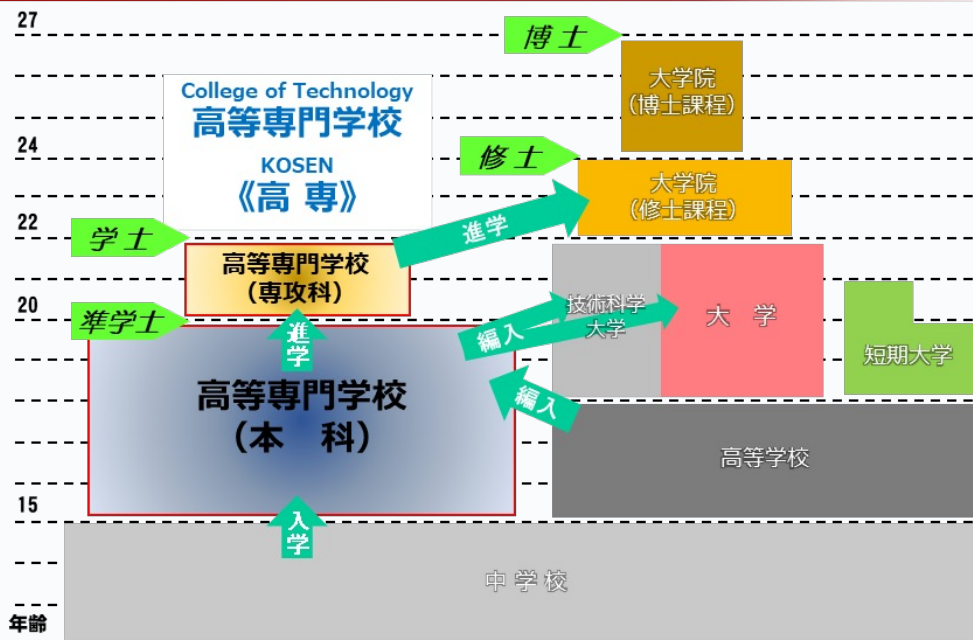 27
博士
大学院
(博士課程)
College of Technology
高等専門学校
KOSEN
《高 専》
24
修士
大学院
(修士課程)
22
学士
進学
高等専門学校
(専攻科)
20
準学士
進学
編入
技術科学
大学
大 学
短期大学
高等専門学校
(本 科)
編入
高等学校
15
入学
中学校
年齢